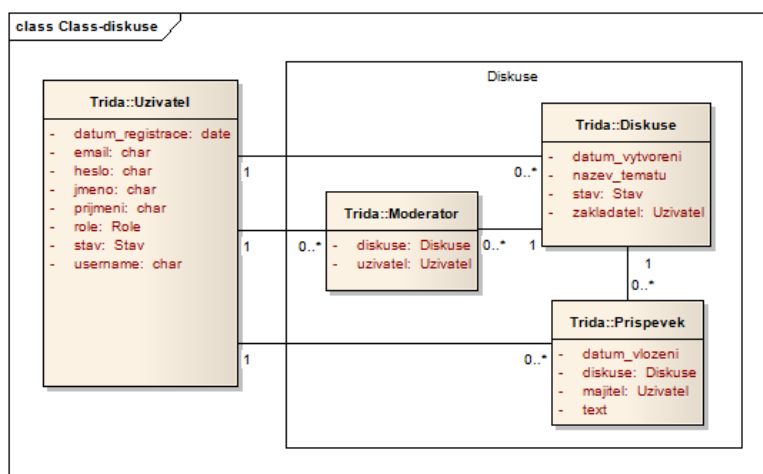 class Class-diskuse
Diskuse
Trida::Uzivatel
- datum_registrace: date
- email: char
- heslo: char
- jmeno: char
- prijmeni: char
- role: Role
- stav: Stav
- username: char
Trida::Diskuse
- datum_vytvoreni
- nazev_tematu
- stav: Stav
- zakladatel: Uzivatel
1
0..*
Trida::Moderator
- diskuse: Diskuse
- uzivatel: Uzivatel
1
0..*
0..*
1
1
0..*
Trida::Prispevek
- datum_vlozeni
- diskuse: Diskuse
- majitel: Uzivatel
- text
1
0..*